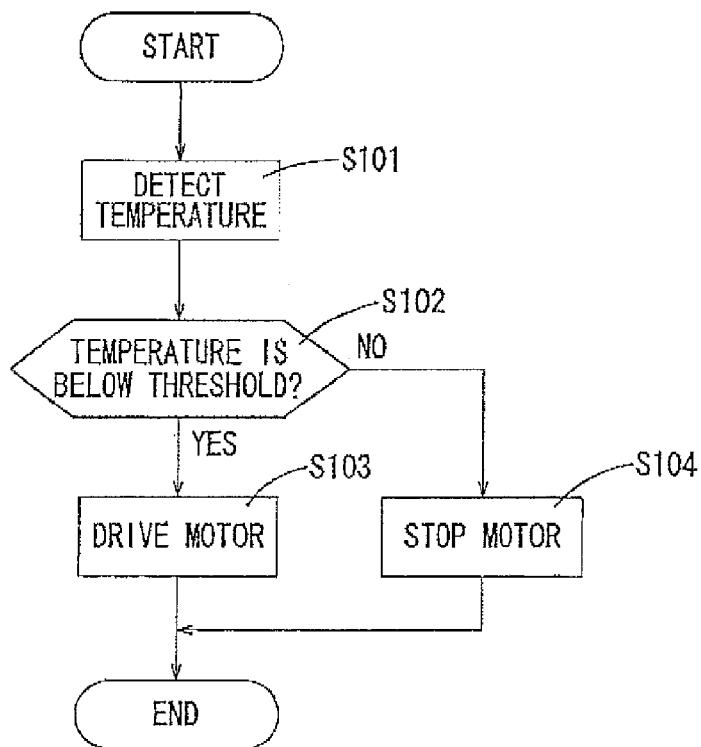 START
S101
DETECT
TEMPERATURE
S102
TEMPERATURE IS
BELOW THRESHOLD?
NO
YES
S103
DRIVE MOTOR
S104
STOP MOTOR
END